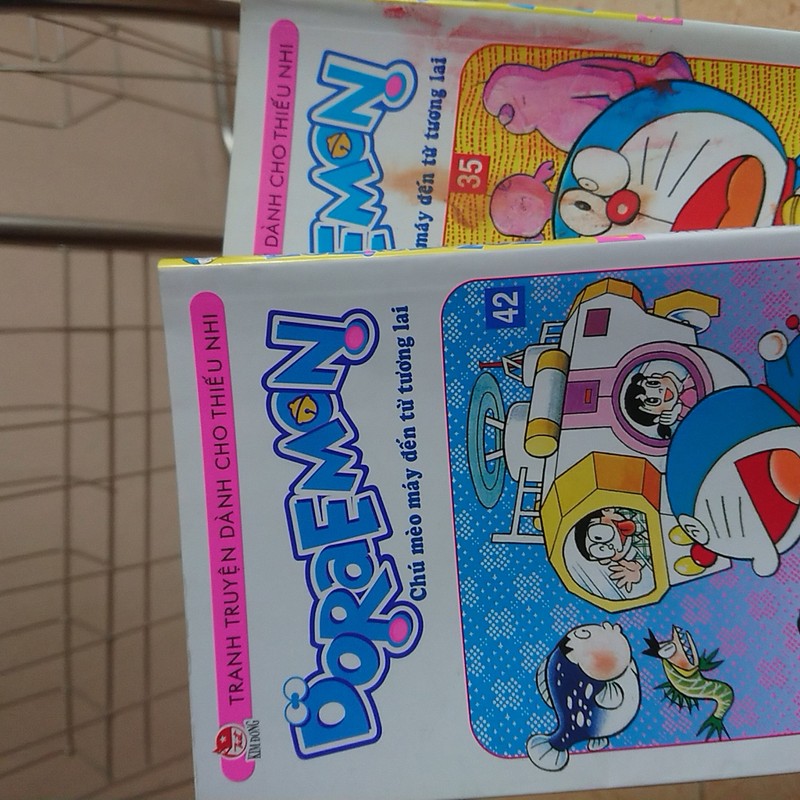 DÀNH CHO THIẾU NHI
EMON
máy đến từ tương lai
35
TRANH TRUYỆN DÀNH CHO THIẾU NHI
KIM ĐỒNG
DORAEMON
Chú mèo máy đến từ tương lai
42